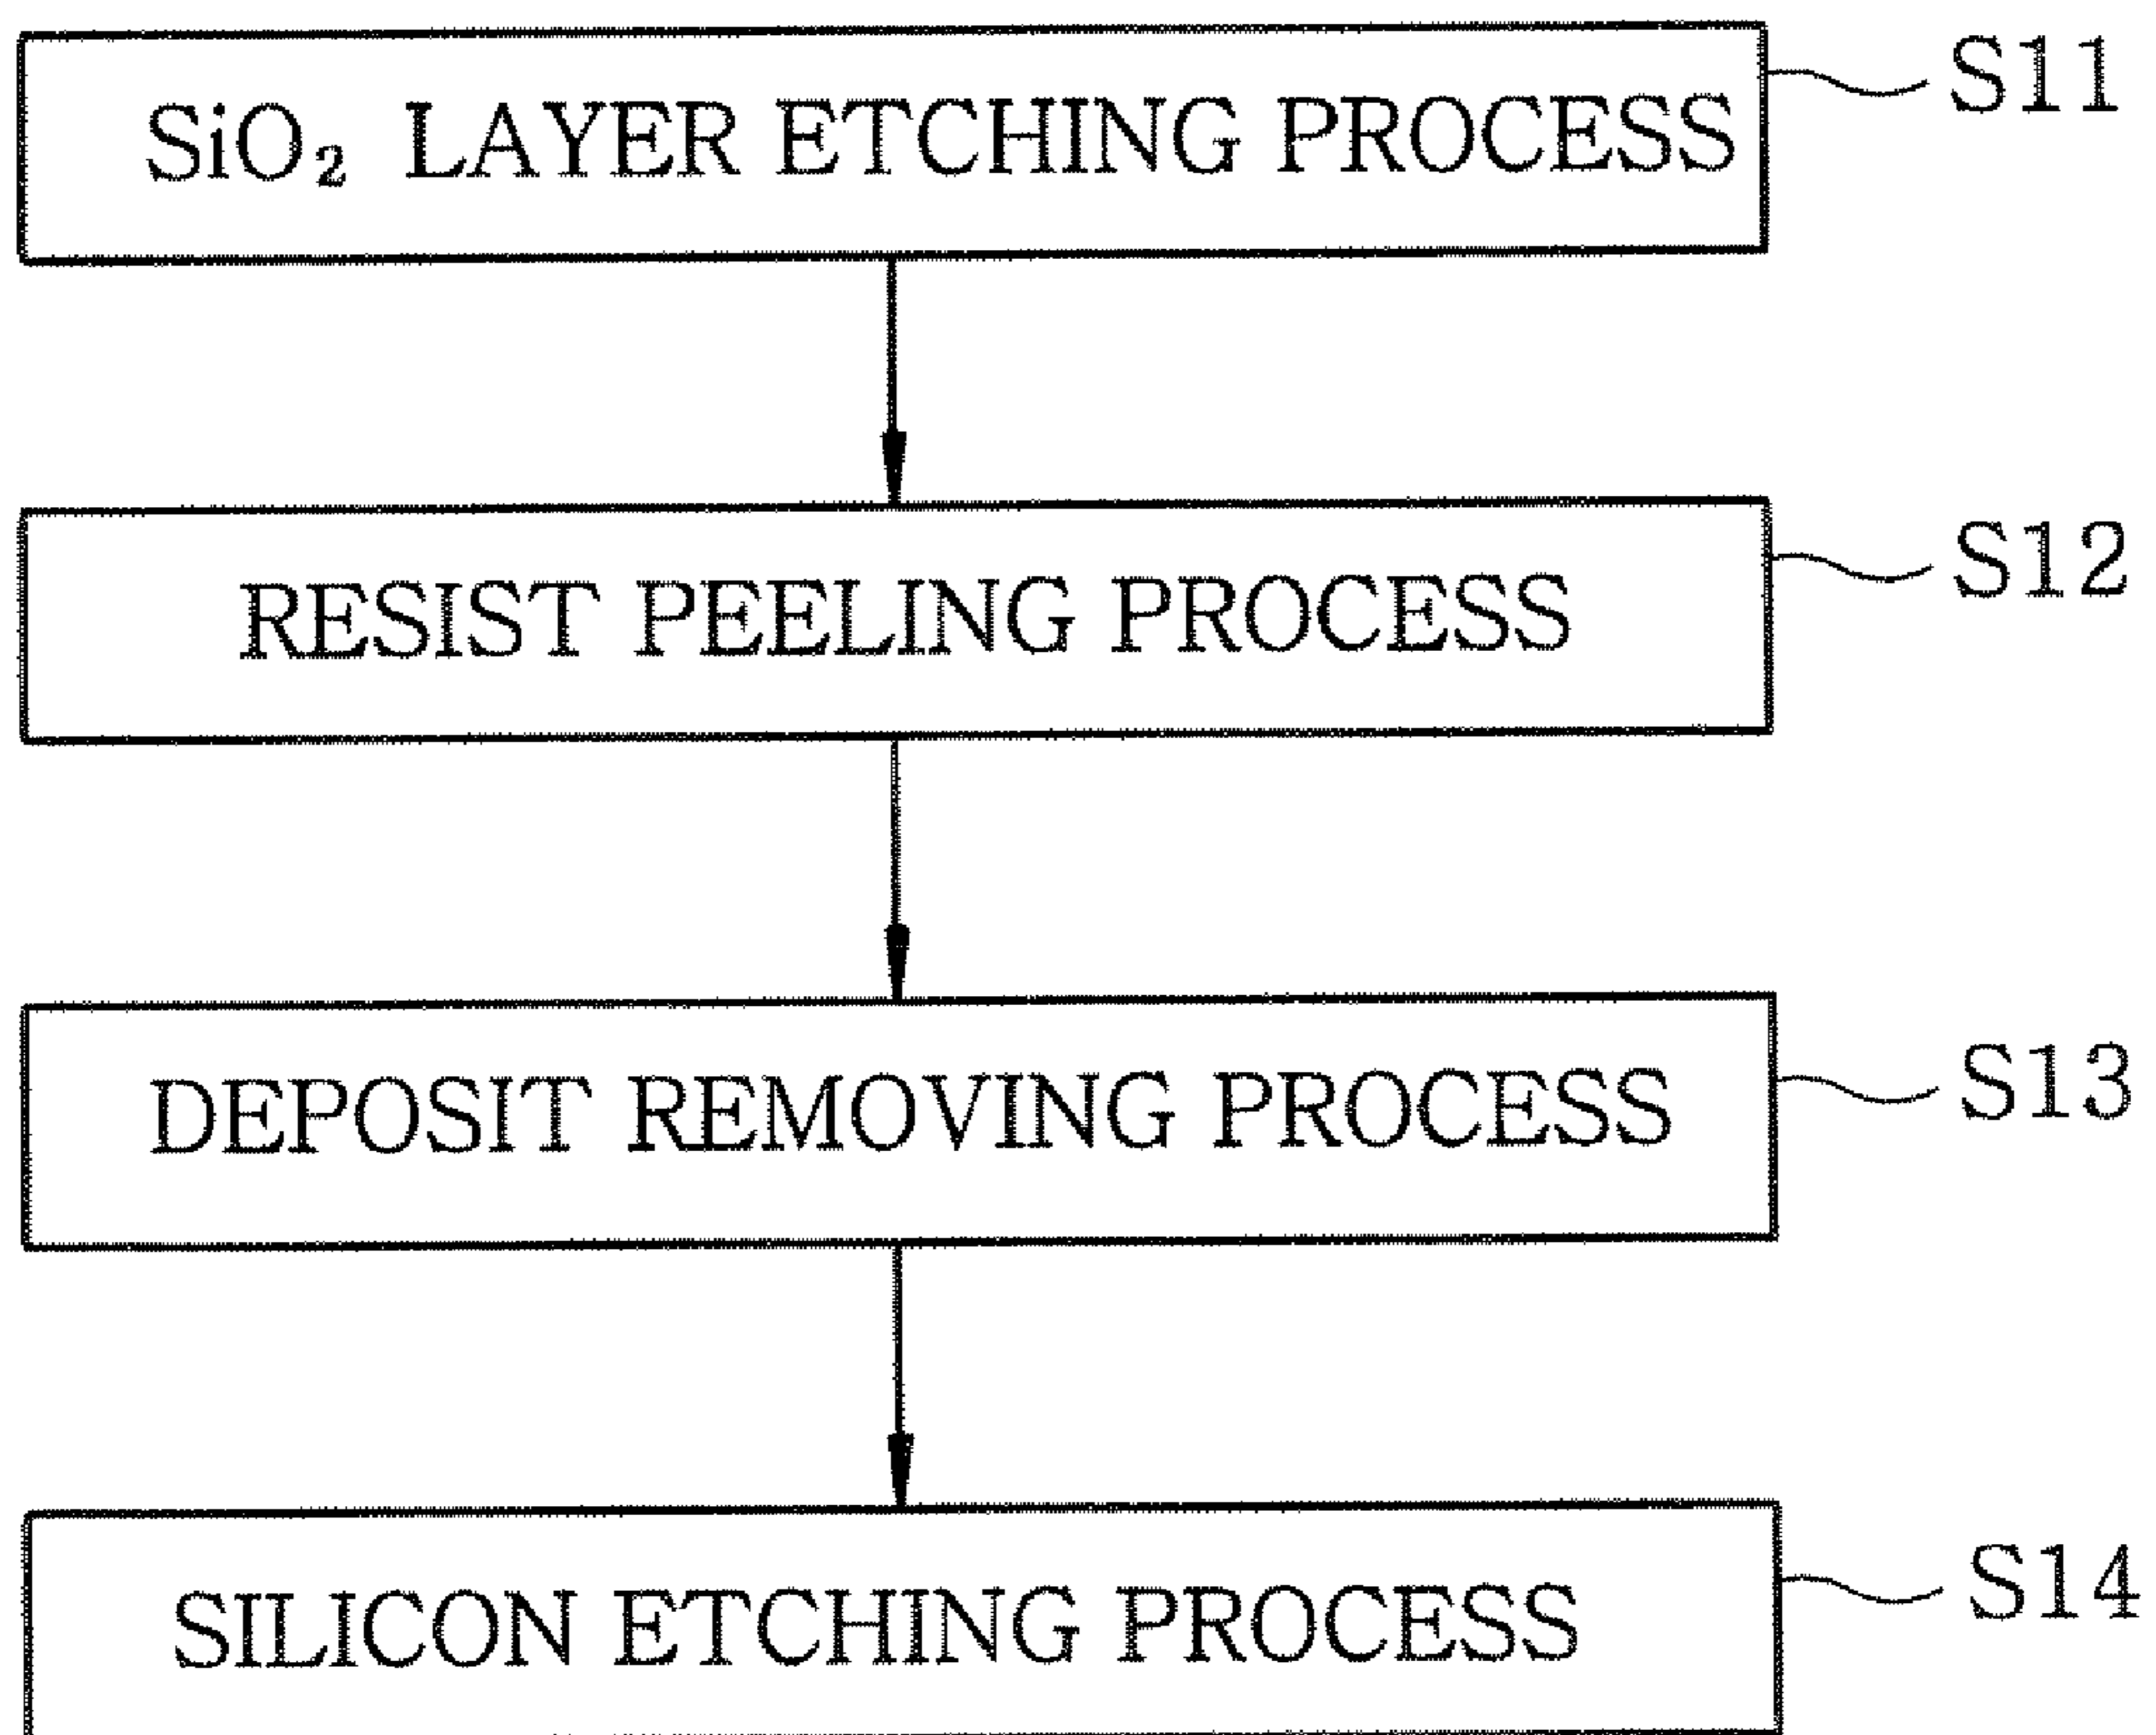 SiO₂ LAYER ETCHING PROCESS
S11
RESIST PEELING PROCESS
S12
DEPOSIT REMOVING PROCESS
S13
SILICON ETCHING PROCESS
S14